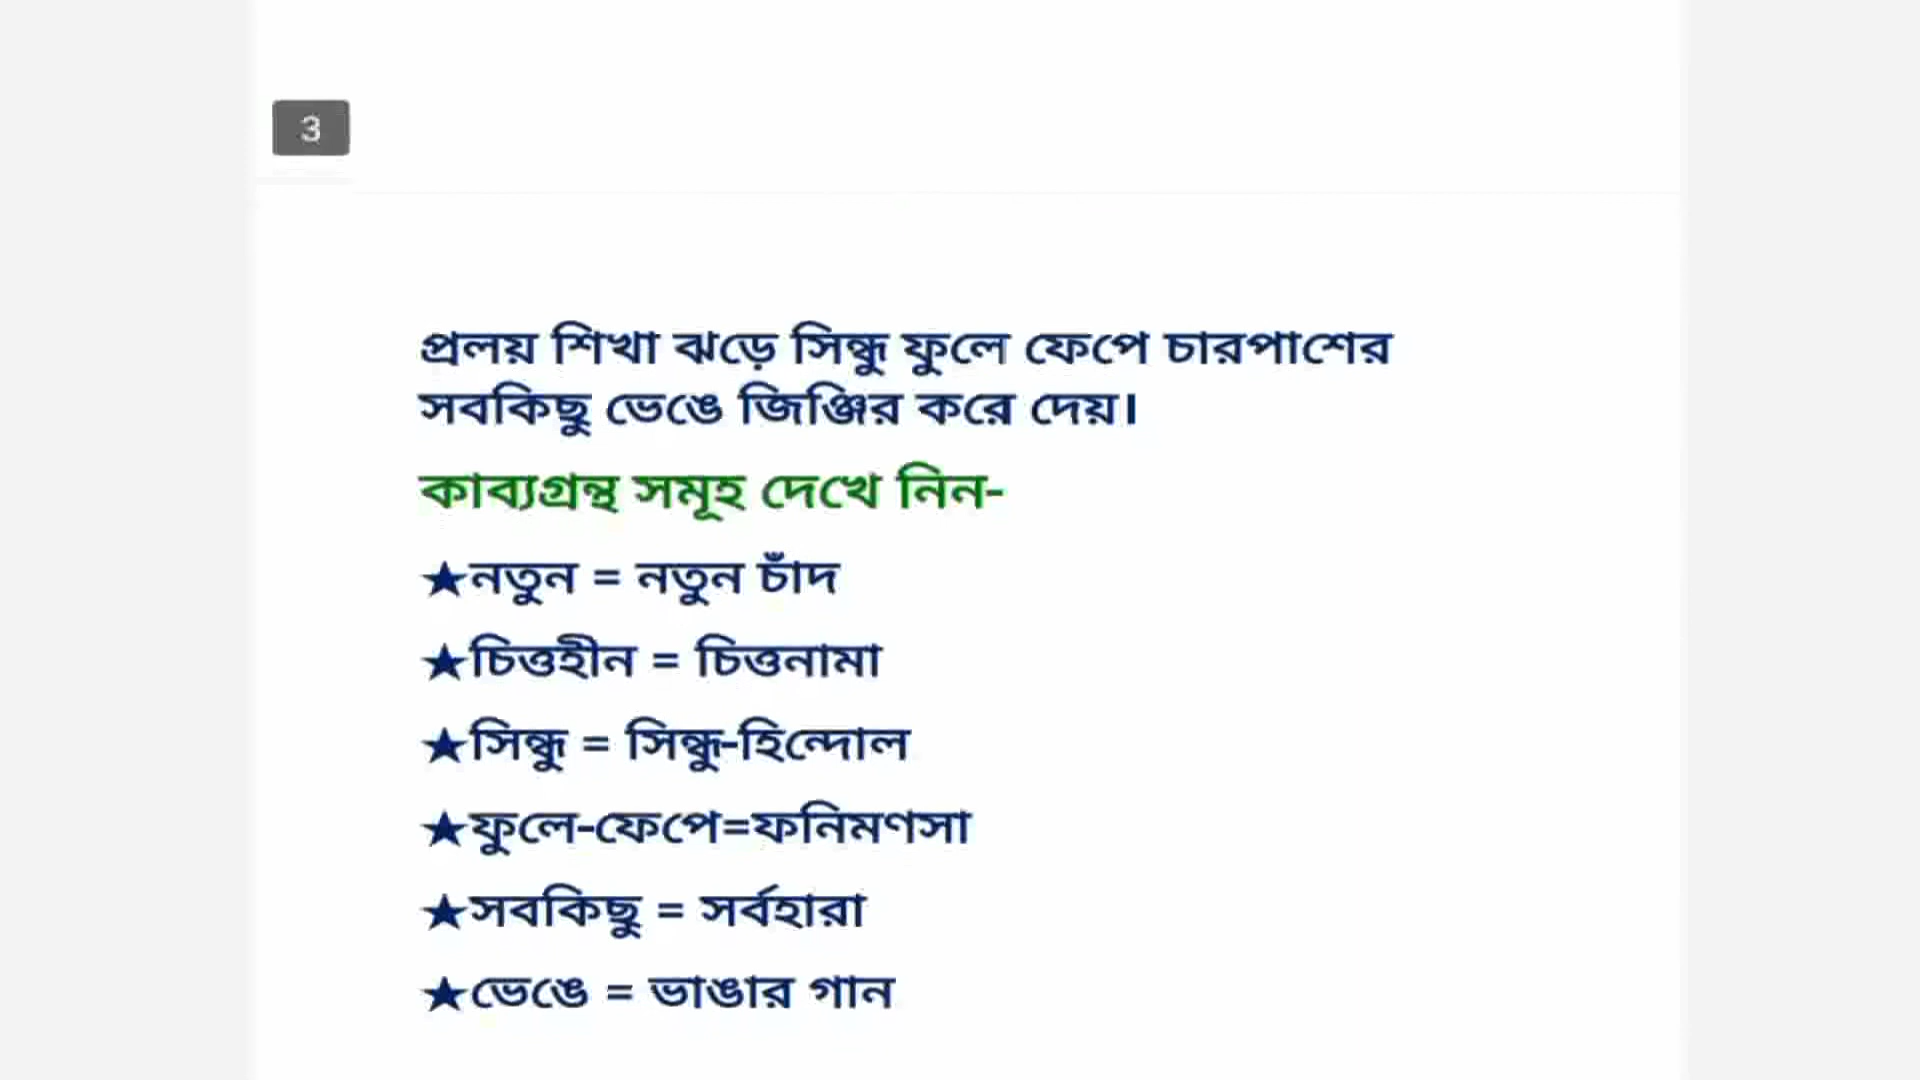 3
প্রলয় শিখা ঝড়ে সিন্ধু ফুলে ফেপে চারপাশের
সবকিছু ভেঙে জিঞ্জির করে দেয়।
কাব্যগ্রন্থ সমূহ দেখে নিন-
★নতুন = নতুন চাঁদ
★চিত্তহীন = চিত্তনামা
★সিন্ধু = সিন্ধু-হিন্দোল
★ফুলে-ফেপে=ফনিমণসা
★সবকিছু = সর্বহারা
★ভেঙে = ভাঙার গান